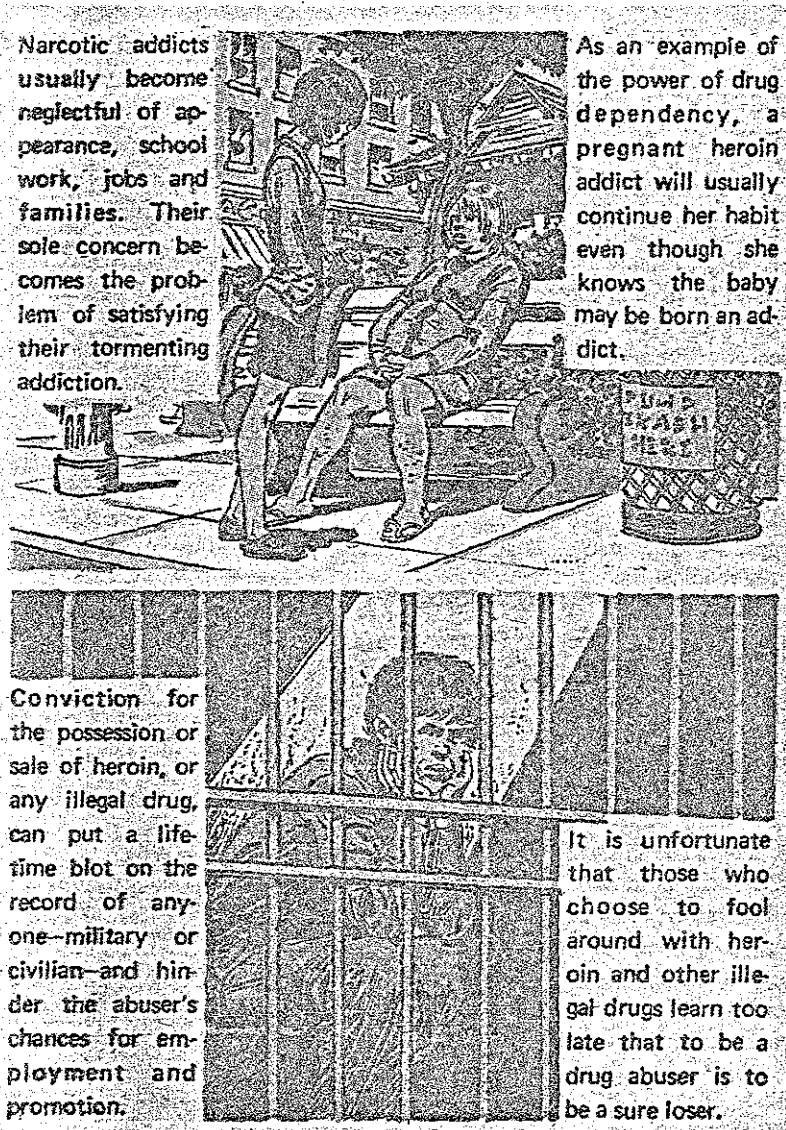 Narcotic addicts
usually become
neglectful of ap-
pearance, school
work, jobs and
families. Their
sole concern be-
comes the prob-
lem of satisfying
their tormenting
addiction.
As an example of
the power of drug
dependency, a
pregnant heroin
addict will usually
continue her habit
even though she
knows the baby
may be born an ad-
dict.
HERE
Conviction for
the possession or
sale of heroin, or
any illegal drug,
can put a life-
time blot on the
record of any-
one—military or
civilian—and hin-
der the abuser's
chances for em-
ployment and
promotion.
It is unfortunate
that those who
choose to fool
around with her-
oin and other ille-
gal drugs learn too
late that to be a
drug abuser is to
be a sure loser.